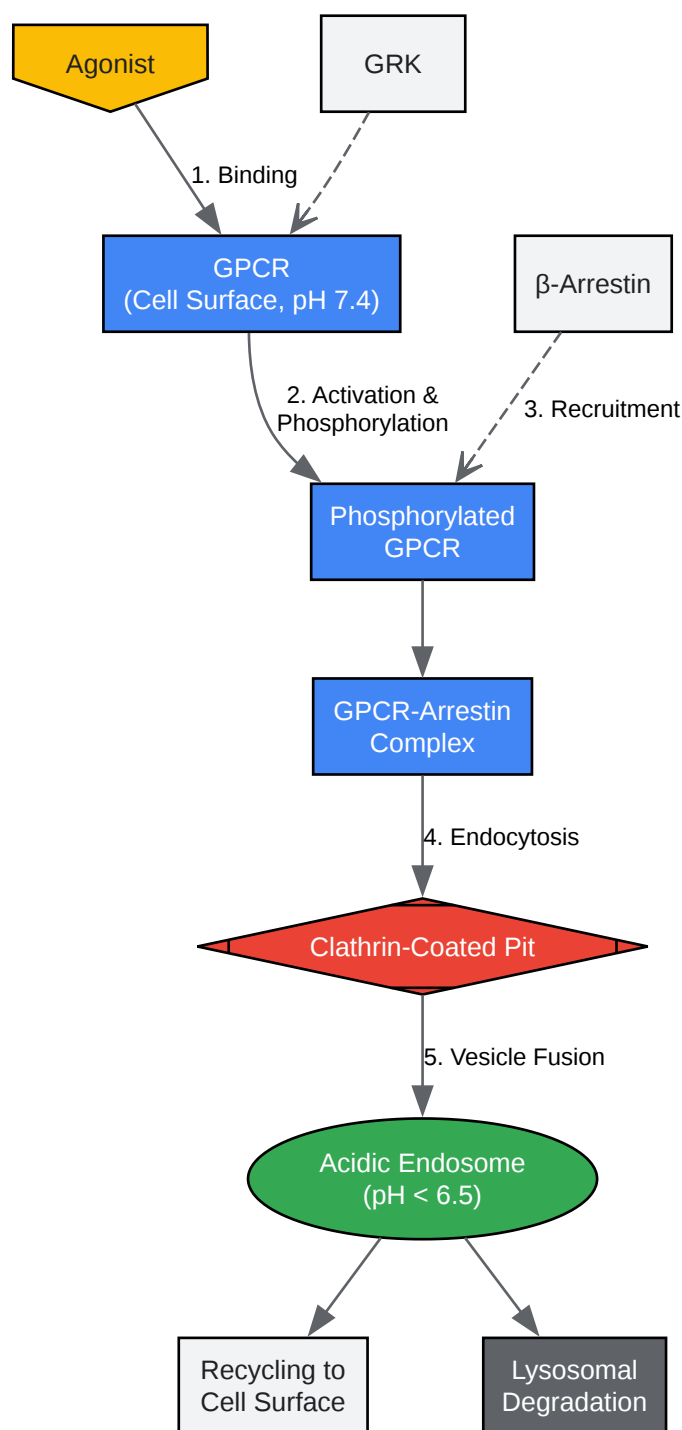 Agonist
GRK
1. Binding
GPCR
(Cell Surface, pH 7.4)
β-Arrestin
2. Activation &
Phosphorylation
3. Recruitment
Phosphorylated
GPCR
GPCR-Arrestin
Complex
4. Endocytosis
Clathrin-Coated Pit
5. Vesicle Fusion
Acidic Endosome
(pH < 6.5)
Recycling to
Cell Surface
Lysosomal
Degradation